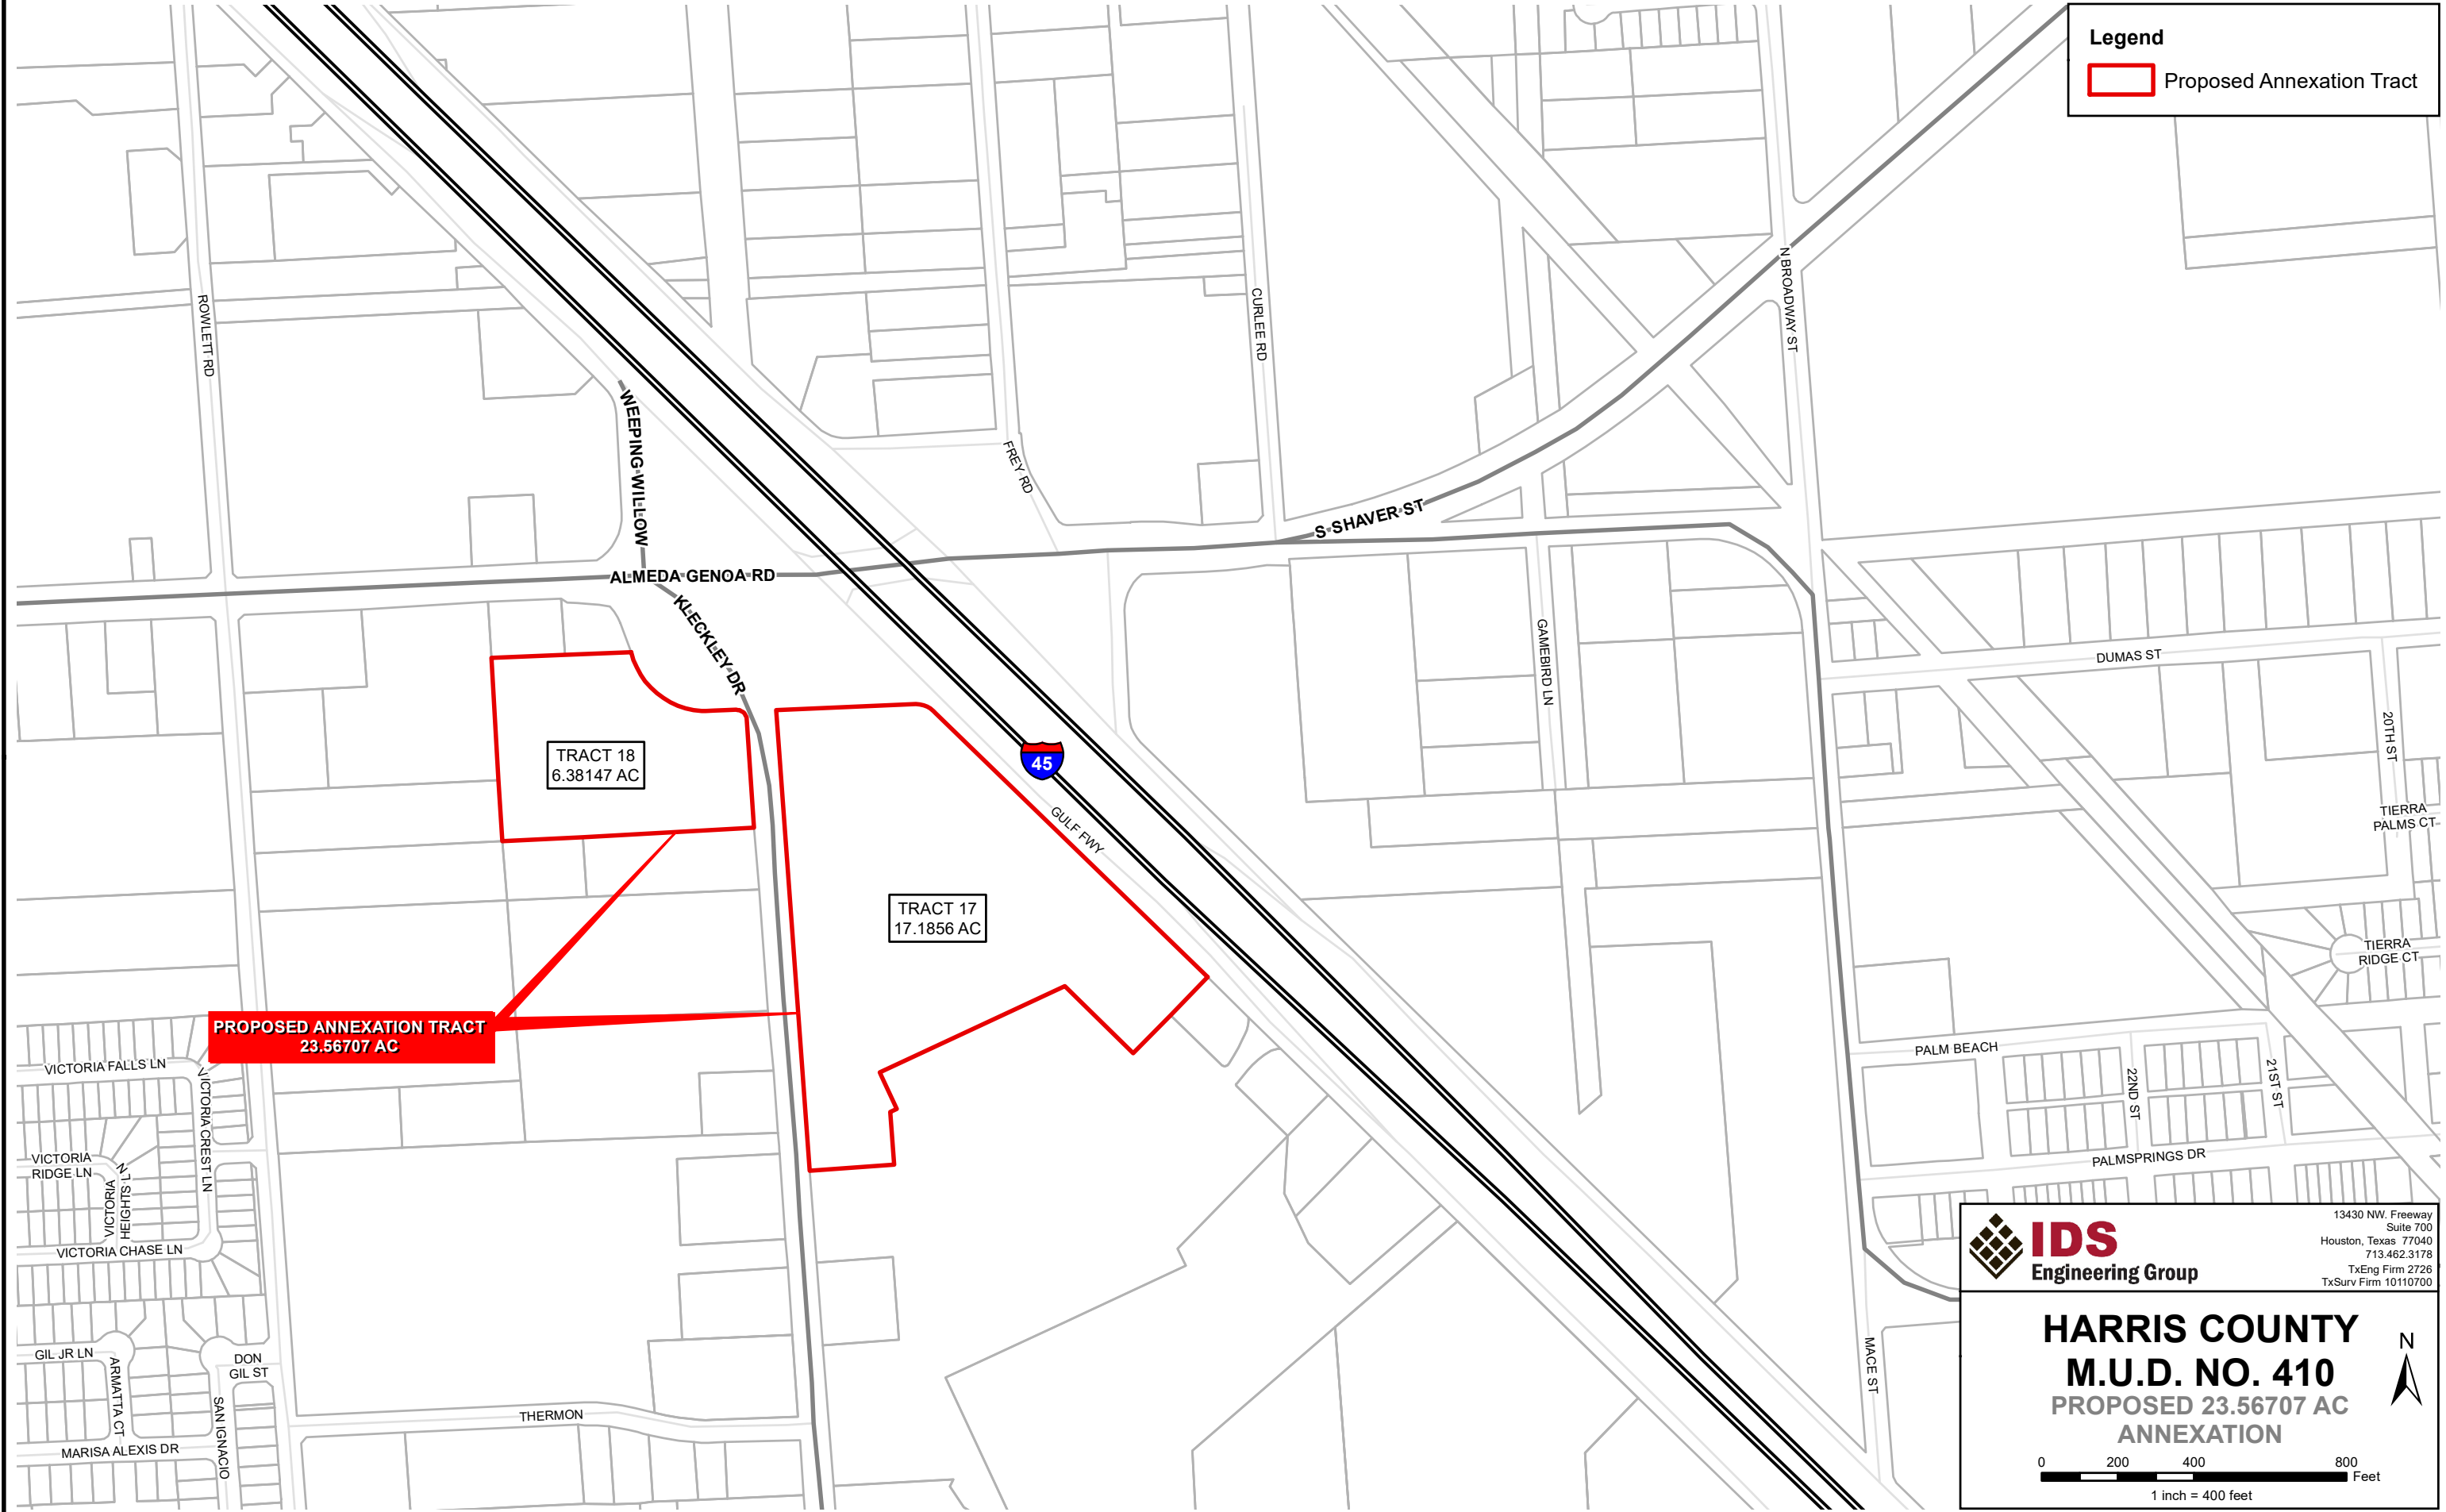 Legend
Proposed Annexation Tract
ROWLETT RD
WEEPING WILLOW
FREY RD
CURLEE RD
N BROADWAY ST
S SHAVER ST
ALMEDA GENOA RD
KLECKLEY DR
GAMEBIRD LN
DUMAS ST
20TH ST
TIERRA
PALMS CT
TRACT 18
6.38147 AC
45
GULF FWY
TRACT 17
17.1856 AC
TIERRA
RIDGE CT
PROPOSED ANNEXATION TRACT
23.56707 AC
PALM BEACH
22ND ST
21ST ST
PALMSPRINGS DR
VICTORIA FALLS LN
VICTORIA CREST LN
VICTORIA
RIDGE LN
VICTORIA
HEIGHTS LN
VICTORIA CHASE LN
GIL JR LN
ARMATTA CT
DON
GIL ST
SAN IGNACIO
MARISA ALEXIS DR
THERMON
MACE ST
IDS
Engineering Group
13430 NW. Freeway
Suite 700
Houston, Texas 77040
713.462.3178
TxEng Firm 2726
TxSurv Firm 10110700
HARRIS COUNTY
M.U.D. NO. 410
PROPOSED 23.56707 AC
ANNEXATION
N
0 200 400 800
Feet
1 inch = 400 feet